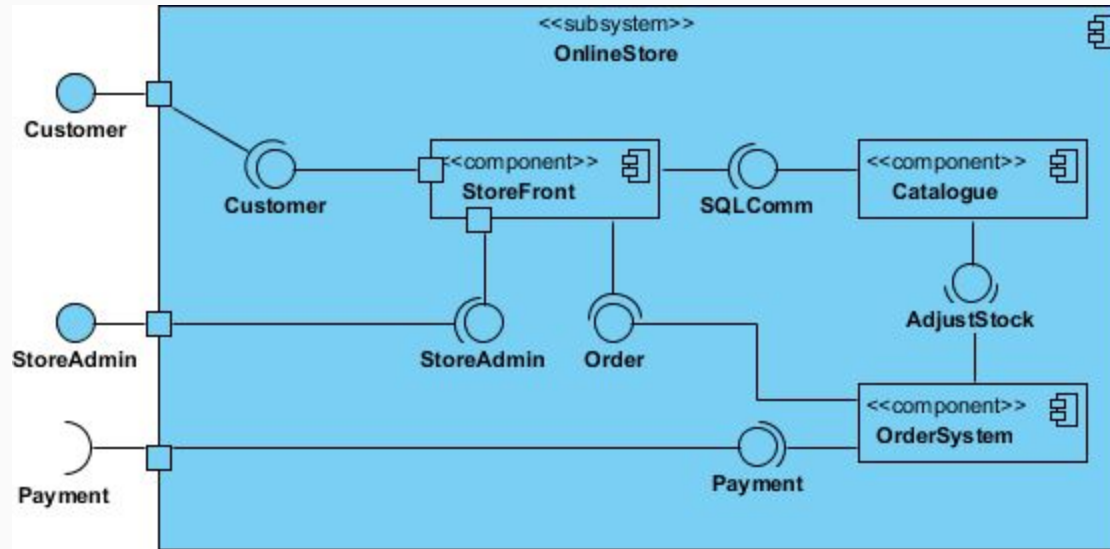 <<subsystem>>
OnlineStore
Customer
<<component>>
StoreFront
Customer
SQLComm
<<component>>
Catalogue
StoreAdmin
StoreAdmin
Order
AdjustStock
<<component>>
OrderSystem
Payment
Payment